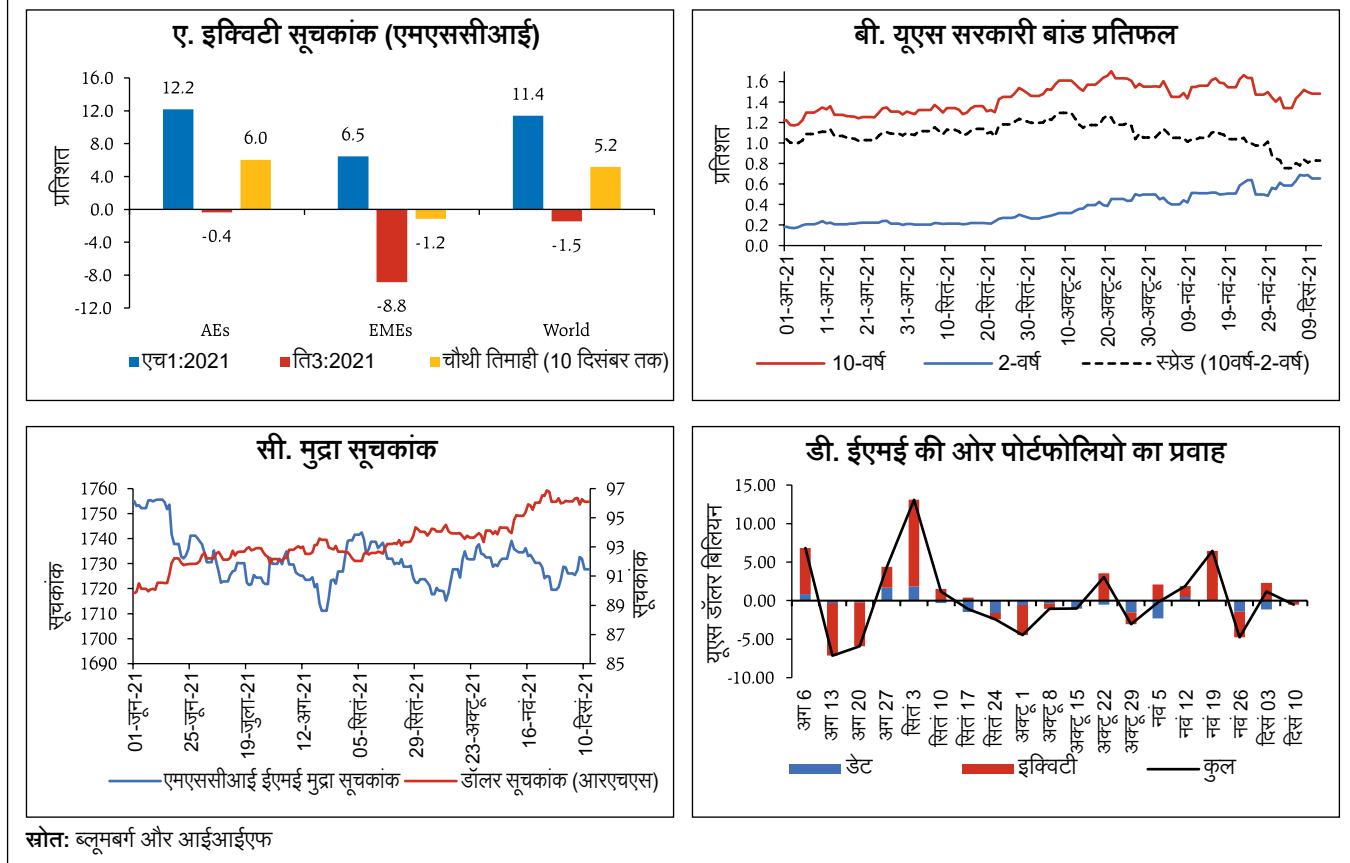 ए. इक्विटी सूचकांक (एमएससीआई)
प्रतिशत
16.0
12.0
8.0
4.0
0.0
-4.0
-8.0
-12.0
12.2
-0.4
6.0
6.5
-8.8
-1.2
11.4
-1.5
5.2
AEs EMEs World
एच1:2021 ति3:2021 चौथी तिमाही (10 दिसंबर तक)
बी. यूएस सरकारी बांड प्रतिफल
प्रतिशत
1.6
1.4
1.2
1.0
0.8
0.6
0.4
0.2
0.0
01-अग-21
11-अग-21
21-अग-21
31-अग-21
10-सितं-21
20-सितं-21
30-सितं-21
10-अक्टू-21
20-अक्टू-21
30-अक्टू-21
09-नवं-21
19-नवं-21
29-नवं-21
09-दिसं-21
10-वर्ष 2-वर्ष स्प्रेड (10वर्ष-2-वर्ष)
सी. मुद्रा सूचकांक
सूचकांक
1760
1750
1740
1730
1720
1710
1700
1690
97
95
93
91
89
87
85
सूचकांक
01-जून-21
25-जून-21
19-जुला-21
12-अग-21
05-सितं-21
29-सितं-21
23-अक्टू-21
16-नवं-21
10-दिसं-21
एमएससीआई ईएमई मुद्रा सूचकांक डॉलर सूचकांक (आरएचएस)
डी. ईएमई की ओर पोर्टफोलियो का प्रवाह
यूएस डॉलर बिलियन
15.00
10.00
5.00
0.00
-5.00
-10.00
अग 6
अग 13
अग 20
अग 27
सितं 3
सितं 10
सितं 17
सितं 24
अक्टू 1
अक्टू 8
अक्टू 15
अक्टू 22
अक्टू 29
नवं 5
नवं 12
नवं 19
नवं 26
दिस 03
दिसं 10
डेट इक्विटी कुल
स्रोत: ब्लूमबर्ग और आईआईएफ